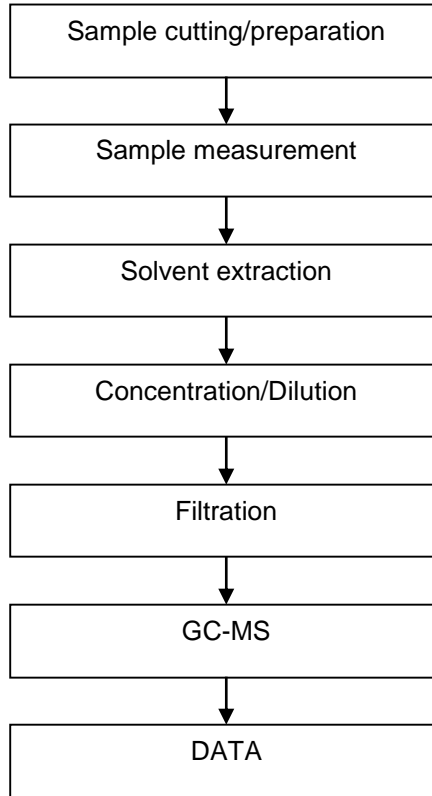 Sample cutting/preparation
Sample measurement
Solvent extraction
Concentration/Dilution
Filtration
GC-MS
DATA